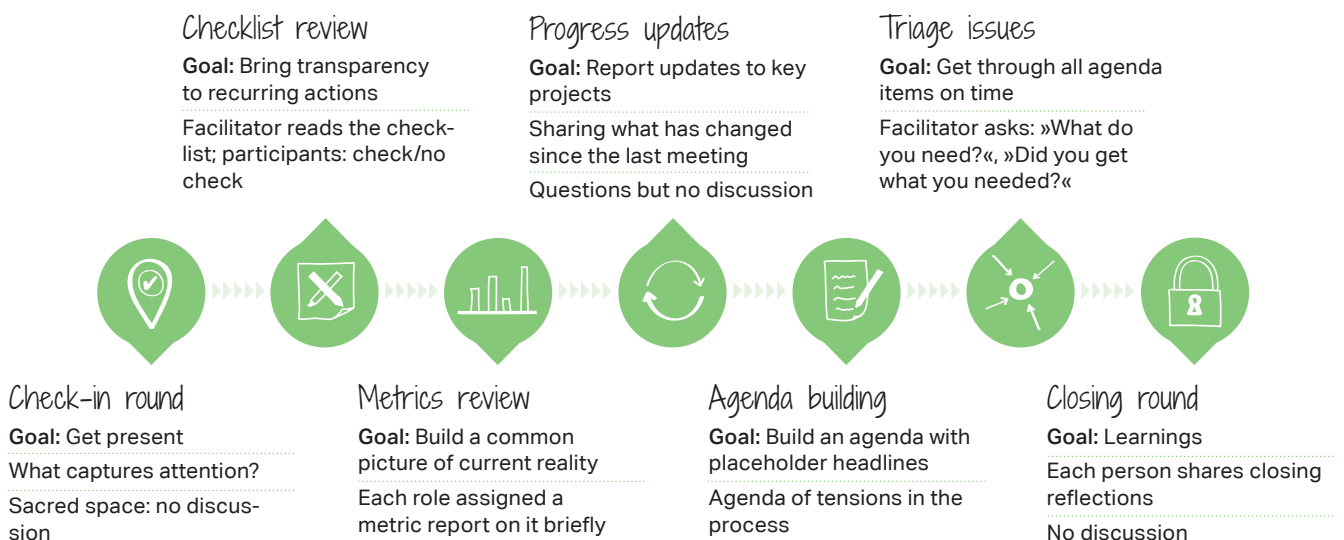 Checklist review
Goal: Bring transparency
to recurring actions
Facilitator reads the check-
list; participants: check/no
check
Progress updates
Goal: Report updates to key
projects
Sharing what has changed
since the last meeting
Questions but no discussion
Triage issues
Goal: Get through all agenda
items on time
Facilitator asks: »What do
you need?«, »Did you get
what you needed?«
Check-in round
Goal: Get present
What captures attention?
Sacred space: no discus-
sion
Metrics review
Goal: Build a common
picture of current reality
Each role assigned a
metric report on it briefly
Agenda building
Goal: Build an agenda with
placeholder headlines
Agenda of tensions in the
process
Closing round
Goal: Learnings
Each person shares closing
reflections
No discussion